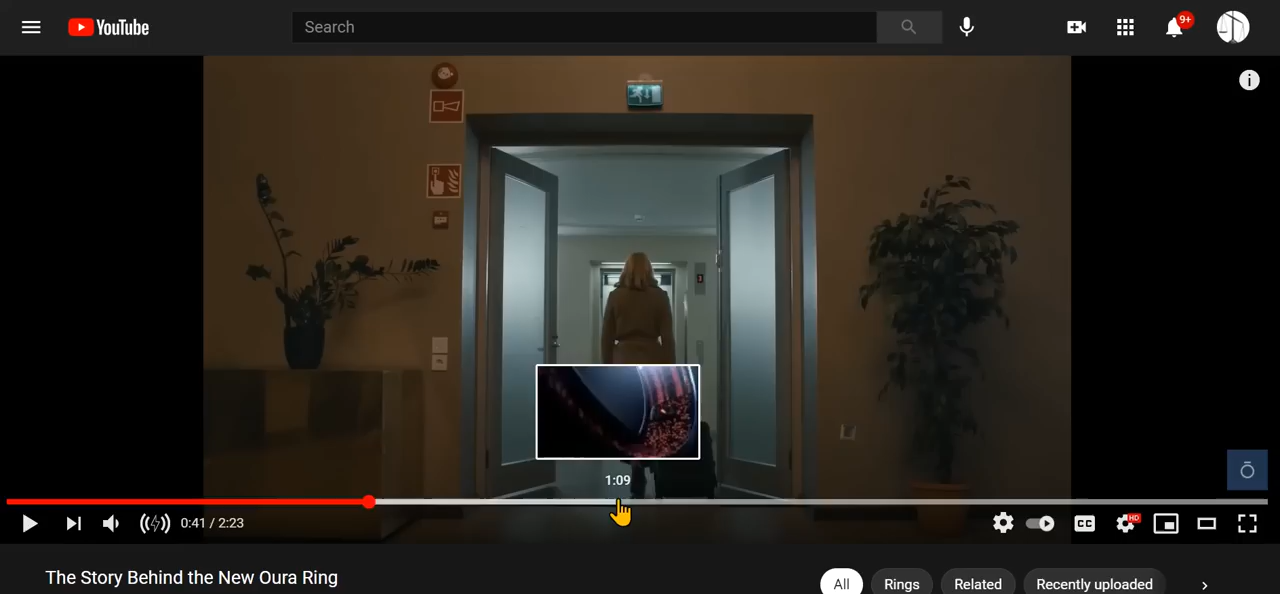 YouTube
Search
9+
1:09
0:41 / 2:23
CC
HD
The Story Behind the New Oura Ring
All
Rings
Related
Recently uploaded